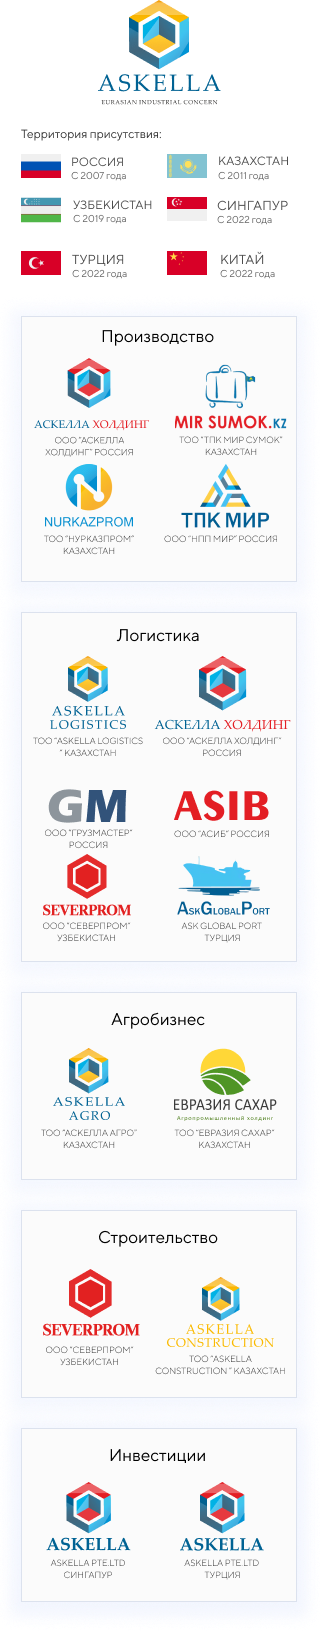 ASKELLA
EURASIAN INDUSTRIAL CONCERN
Территория присутствия:
РОССИЯ
С 2007 года
КАЗАХСТАН
С 2011 года
УЗБЕКИСТАН
С 2019 года
СИНГАПУР
С 2022 года
ТУРЦИЯ
С 2022 года
КИТАЙ
С 2022 года
Производство
АСКЕЛЛА ХОЛДИНГ
ООО "АСКЕЛЛА
ХОЛДИНГ" РОССИЯ
MIR SUMOK.KZ
ТОО "ТПК МИР СУМОК"
КАЗАХСТАН
NURKAZPROM
ТОО "НУРКАЗПРОМ"
КАЗАХСТАН
ТПК МИР
ООО "НПП МИР" РОССИЯ
Логистика
ASKELLA
LOGISTICS
ТОО "ASKELLA LOGISTICS
" КАЗАХСТАН
АСКЕЛЛА ХОЛДИНГ
ООО "АСКЕЛЛА ХОЛДИНГ"
РОССИЯ
GM
ООО "ГРУЗМАСТЕР"
РОССИЯ
ASIB
ООО "АСИБ" РОССИЯ
SEVERPROM
ООО "СЕВЕРПРОМ"
УЗБЕКИСТАН
ASKGLOBALPORT
ASK GLOBAL PORT
ТУРЦИЯ
Агробизнес
ASKELLA
AGRO
ТОО "АСКЕЛЛА АГРО"
КАЗАХСТАН
ЕВРАЗИЯ САХАР
Агропромышленный холдинг
ТОО "ЕВРАЗИЯ САХАР"
КАЗАХСТАН
Строительство
SEVERPROM
ООО "СЕВЕРПРОМ"
УЗБЕКИСТАН
ASKELLA
CONSTRUCTION
ТОО "ASKELLA
CONSTRUCTION " КАЗАХСТАН
Инвестиции
ASKELLA
ASKELLA PTE.LTD
СИНГАПУР
ASKELLA
ASKELLA PTE.LTD
ТУРЦИЯ